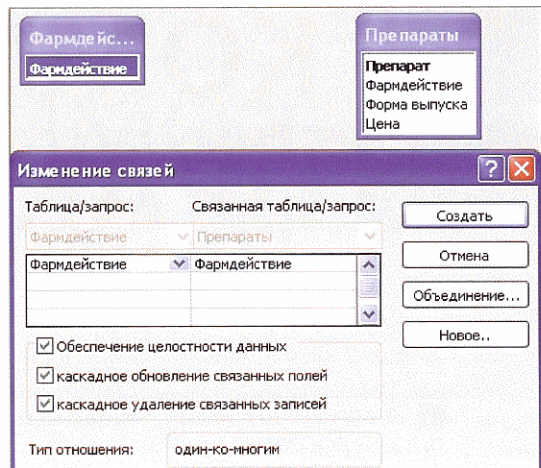 Фармдейс...
Фармдействие
Препараты
Препарат
Фармдействие
Форма выпуска
Цена
Изменение связей
Таблица/запрос: Связанная таблица/запрос:
Фармдействие Препараты
Фармдействие Фармдействие
Создать
Отмена
Объединение...
Новое..
Обеспечение целостности данных
каскадное обновление связанных полей
каскадное удаление связанных записей
Тип отношения: один-ко-многим